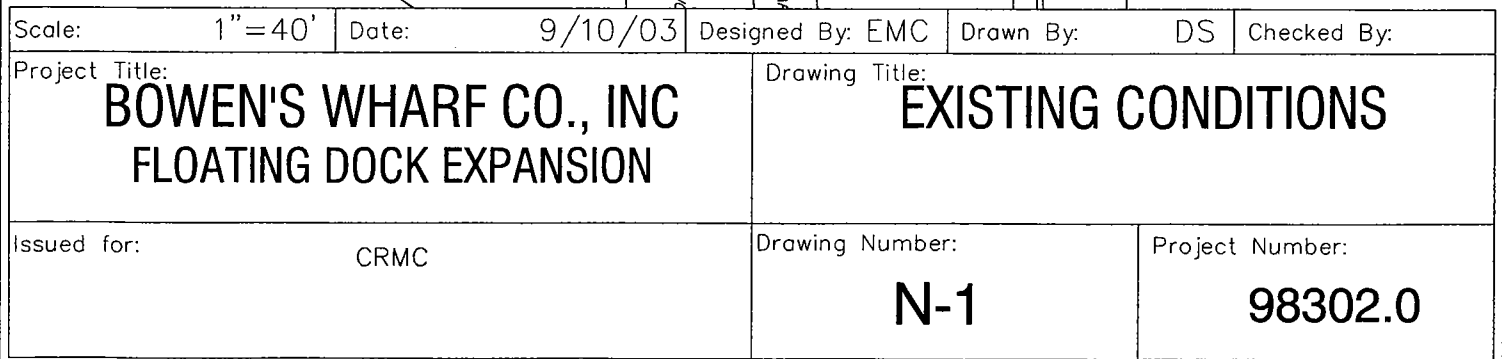 Scale: 1"=40' Date: 9/10/03 Designed By: EMC Drawn By: DS Checked By:
Project Title: Drawing Title:
BOWEN'S WHARF CO., INC EXISTING CONDITIONS
FLOATING DOCK EXPANSION
Issued for: CRMC Drawing Number: Project Number:
N-1 98302.0